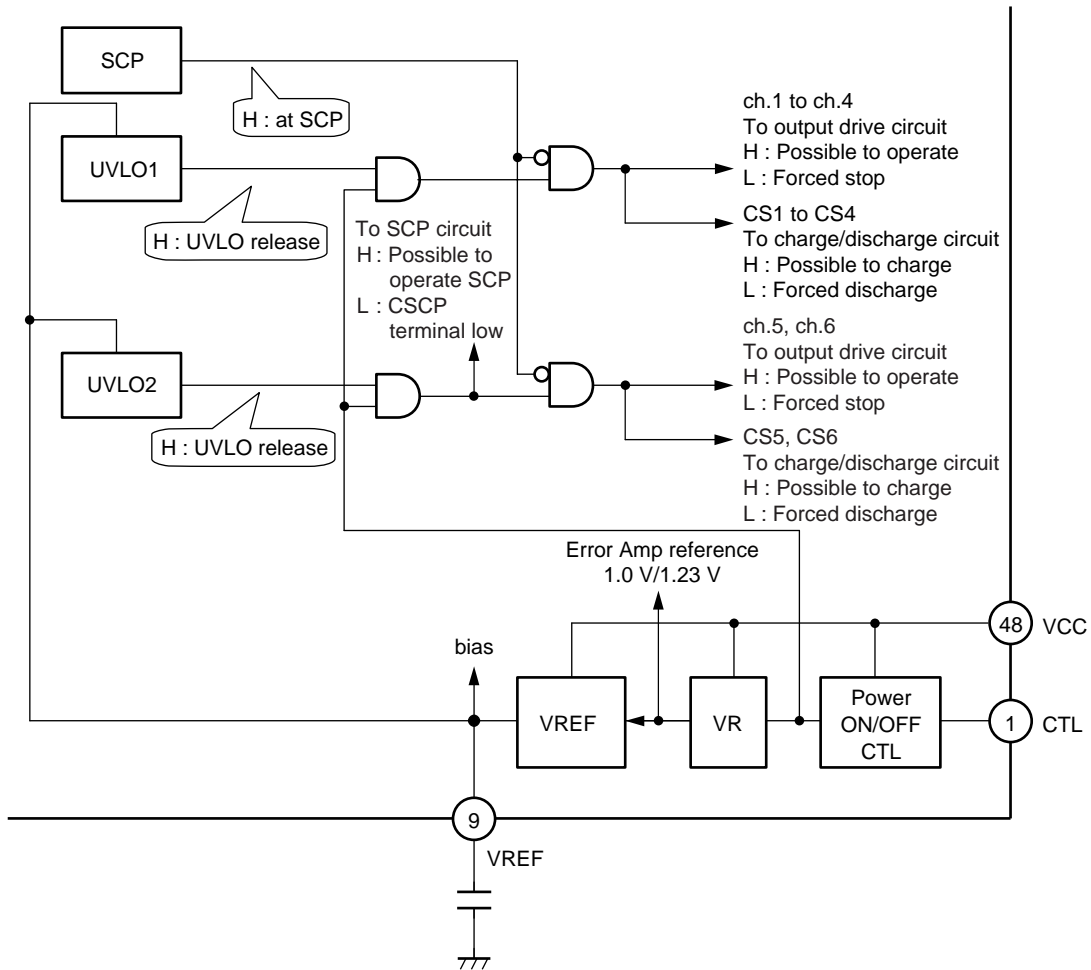 SCP
H : at SCP
UVLO1
H : UVLO release
ch.1 to ch.4
To output drive circuit
H : Possible to operate
L : Forced stop
CS1 to CS4
To charge/discharge circuit
H : Possible to charge
L : Forced discharge
To SCP circuit
H : Possible to
operate SCP
L : CSCP
terminal low
UVLO2
H : UVLO release
ch.5, ch.6
To output drive circuit
H : Possible to operate
L : Forced stop
CS5, CS6
To charge/discharge circuit
H : Possible to charge
L : Forced discharge
Error Amp reference
1.0 V/1.23 V
48 VCC
bias
VREF
VR
Power
ON/OFF
CTL
1 CTL
9
VREF